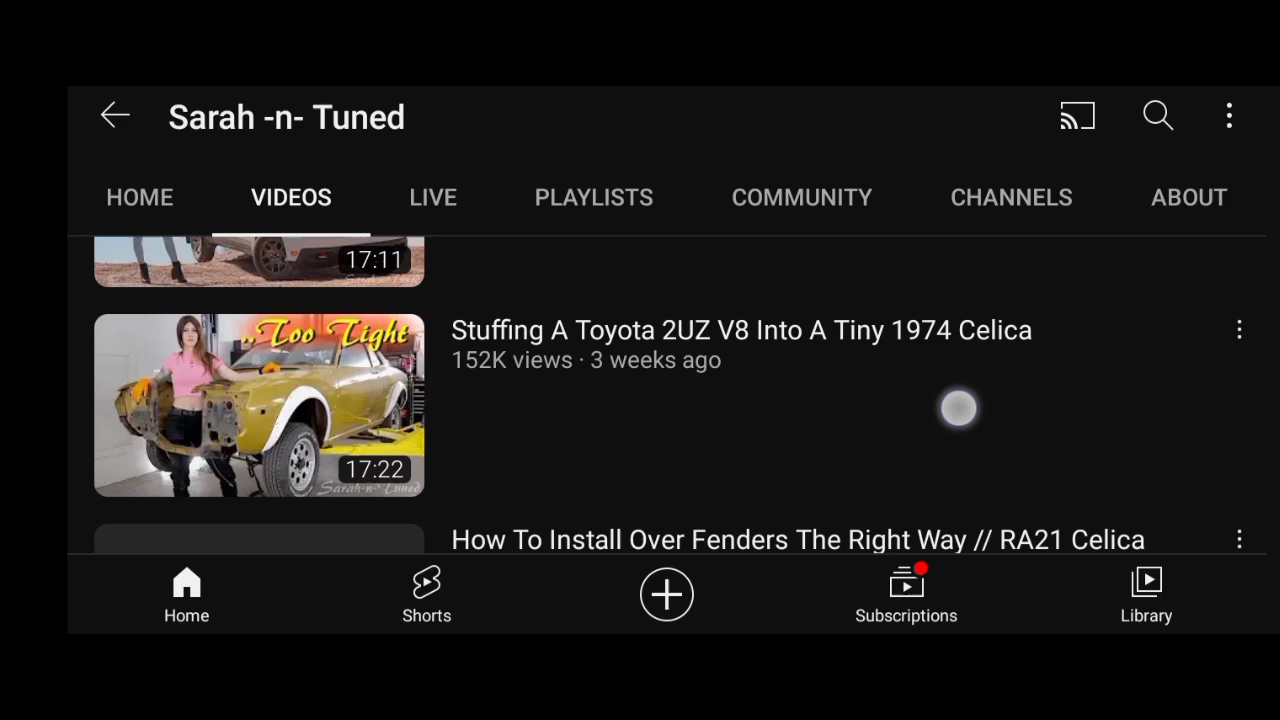 Sarah -n- Tuned
HOME VIDEOS LIVE PLAYLISTS COMMUNITY CHANNELS ABOUT
17:11
..Too Tight
17:22
Sarah-n-Tuned
Stuffing A Toyota 2UZ V8 Into A Tiny 1974 Celica
152K views · 3 weeks ago
How To Install Over Fenders The Right Way // RA21 Celica
Home Shorts Subscriptions Library